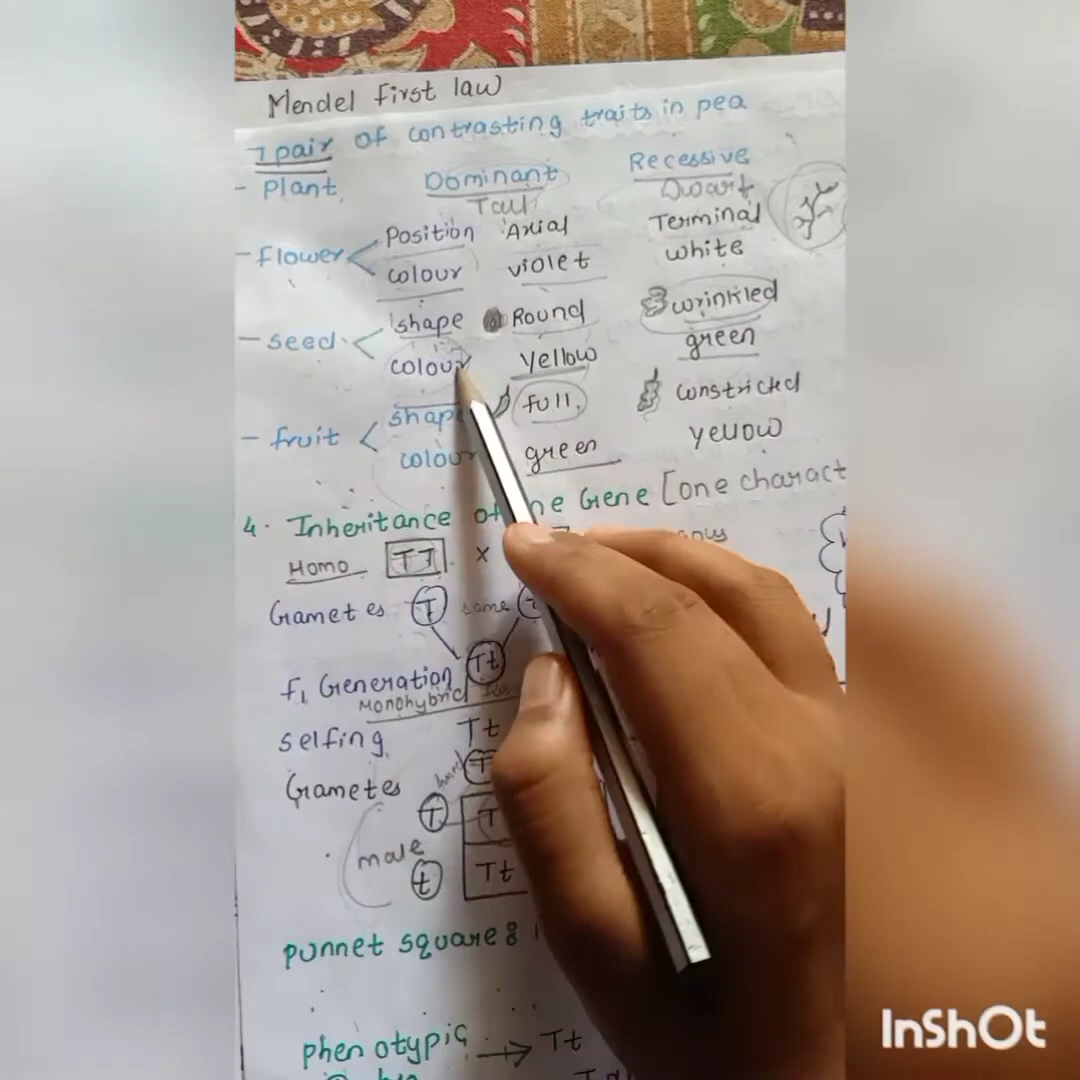 Mendel first law
7 pair of contrasting traits in pea
- Plant Dominant Recessive
Tall Dwarf
- flower < Position Axial Terminal
colour violet white
- seed < shape Round wrinkled
colour yellow green
- fruit < shape full constricted
colour green yellow
4. Inheritance of One Gene [one charact
Homo TT x
Gametes T same
f1 Generation Tt
Monohybrid
selfing Tt
Gametes T
T T
male
t Tt
punnet square:
phenotypic → Tt
InShOt